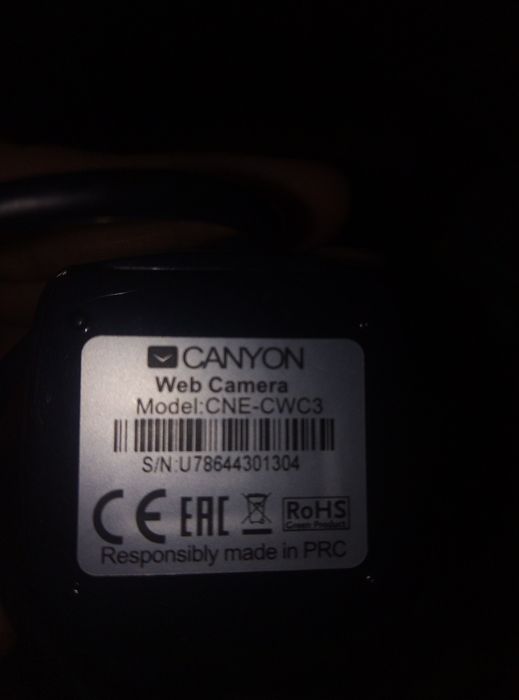 CANYON
Web Camera
Model:CNE-CWC3
S/N:U78644301304
CE EAC RoHS
Green Product
Responsibly made in PRC